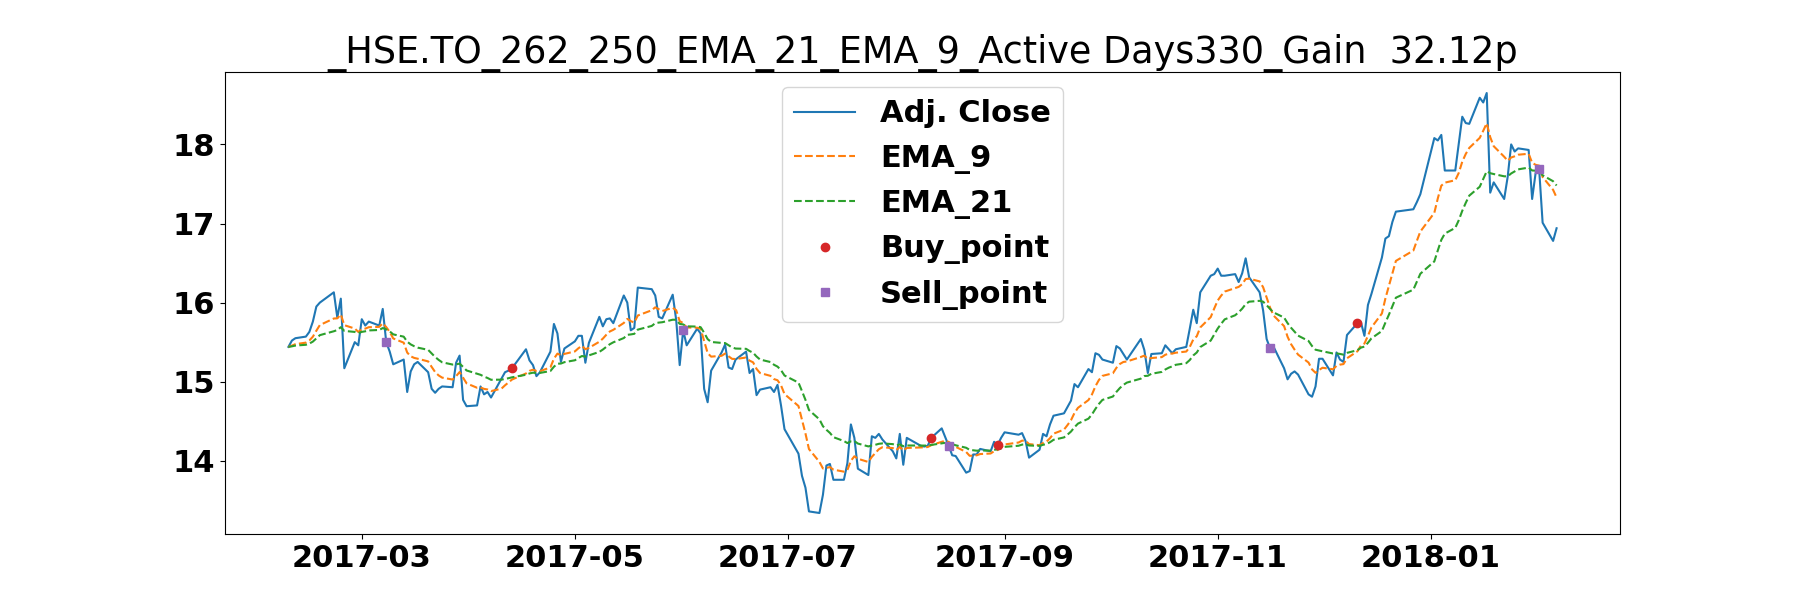 _HSE.TO_262_250_EMA_21_EMA_9_Active Days330_Gain  32.12p
Adj. Close
EMA_9
EMA_21
Buy_point
Sell_point
18
17
16
15
14
2017-03 2017-05 2017-07 2017-09 2017-11 2018-01